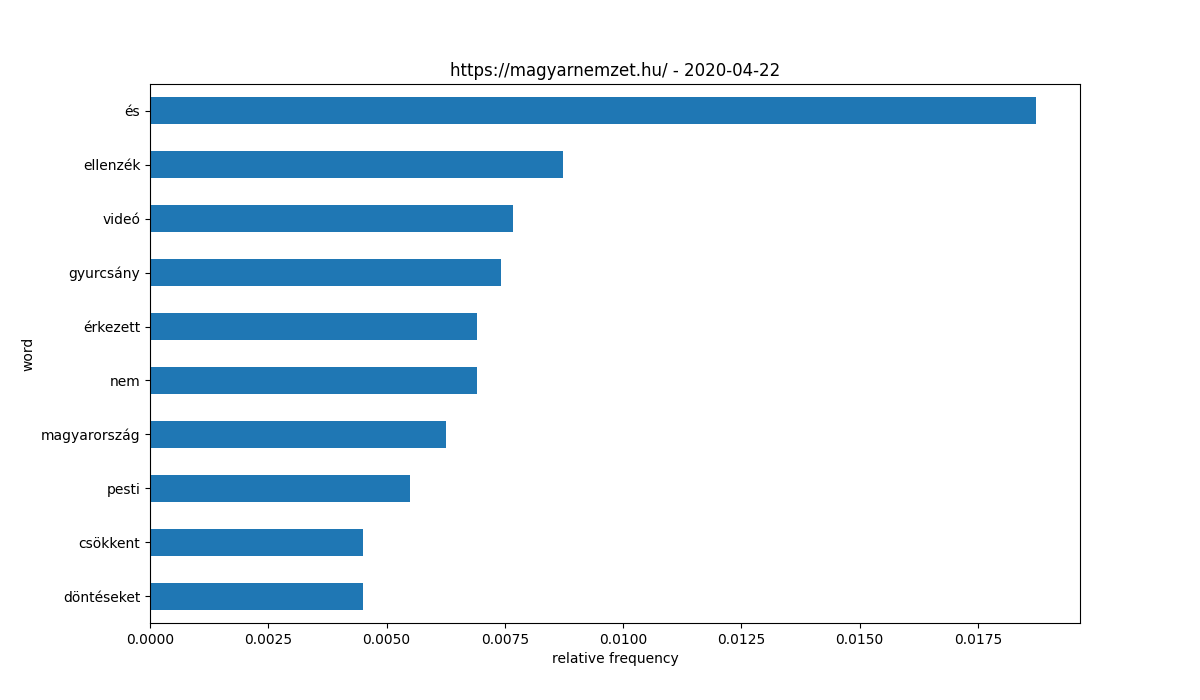 https://magyarnemzet.hu/ - 2020-04-22
és
ellenzék
videó
gyurcsány
érkezett
nem
magyarország
pesti
csökkent
döntéseket
word
0.0000 0.0025 0.0050 0.0075 0.0100 0.0125 0.0150 0.0175
relative frequency